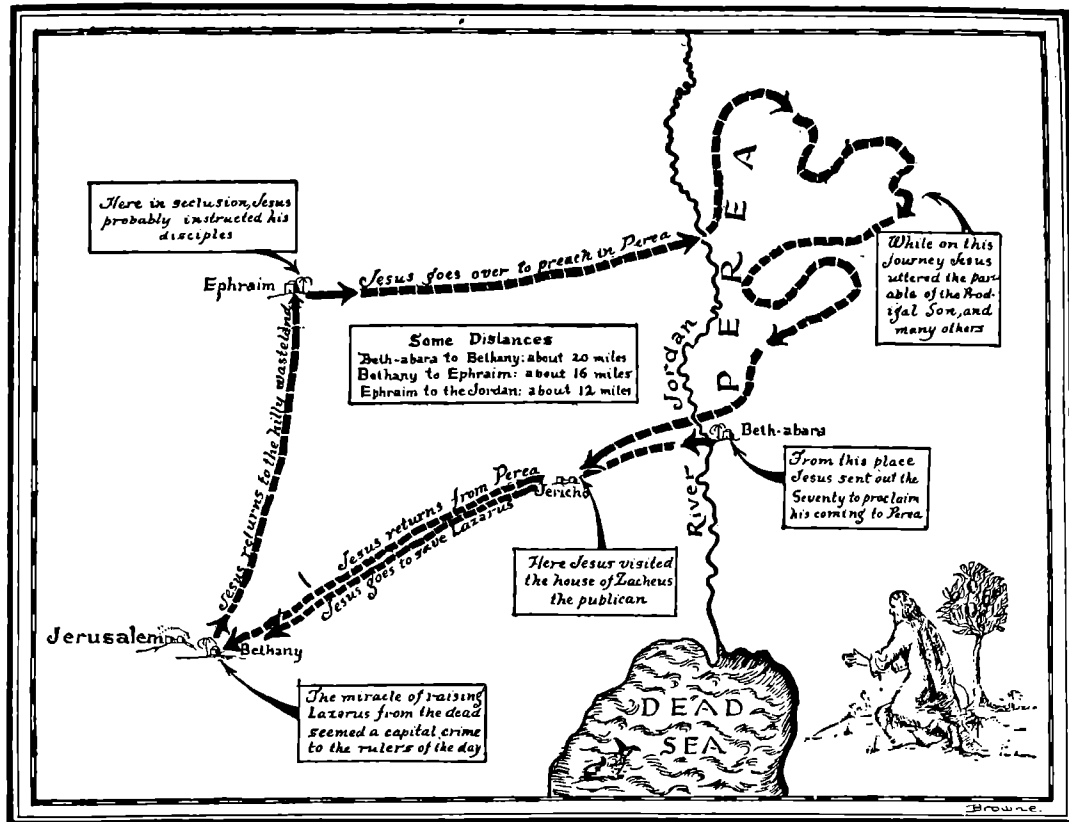 Here in seclusion, Jesus
probably instructed his
disciples
Ephraim
Jesus goes over to preach in Perea
PEREA
While on this
journey Jesus
uttered the par-
able of the Prod-
igal Son, and
many others
Some Distances
Beth-abara to Bethany: about 20 miles
Bethany to Ephraim: about 16 miles
Ephraim to the Jordan: about 12 miles
Jesus returns to the hilly wasteland
River Jordan
Beth-abara
From this place
Jesus sent out the
Seventy to proclaim
his coming to Perea
Jesus returns from Perea
Jesus goes to save Lazarus
Jericho
Here Jesus visited
the house of Zacheus
the publican
Jerusalem
Bethany
The miracle of raising
Lazarus from the dead
seemed a capital crime
to the rulers of the day
DEAD
SEA
Browne.